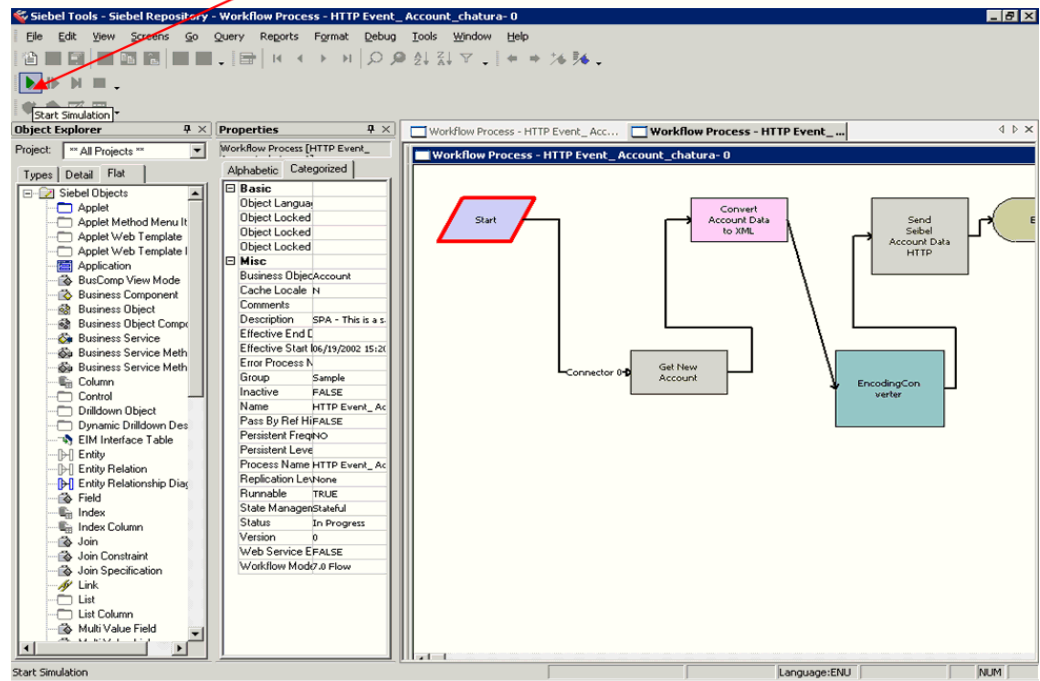 Siebel Tools - Siebel Repository - Workflow Process - HTTP Event_ Account_chatura- 0
File Edit View Screens Go Query Reports Format Debug Tools Window Help
Start Simulation
Object Explorer
Project: ** All Projects **
Types Detail Flat
Siebel Objects
Applet
Applet Method Menu It
Applet Web Template
Applet Web Template I
Application
BusComp View Mode
Business Component
Business Object
Business Object Compo
Business Service
Business Service Meth
Business Service Meth
Column
Control
Drilldown Object
Dynamic Drilldown Des
EIM Interface Table
Entity
Entity Relation
Entity Relationship Diag
Field
Index
Index Column
Join
Join Constraint
Join Specification
Link
List
List Column
Multi Value Field
Properties
Workflow Process [HTTP Event_
Alphabetic Categorized
Basic
Object Languag
Object Locked
Object Locked
Object Locked
Misc
Business Objec Account
Cache Locale N
Comments
Description SPA - This is a s
Effective End D
Effective Start 06/19/2002 15:20
Error Process N
Group Sample
Inactive FALSE
Name HTTP Event_ Ac
Pass By Ref Hi FALSE
Persistent Freq NO
Persistent Leve
Process Name HTTP Event_ Ac
Replication Lev None
Runnable TRUE
State Managen Stateful
Status In Progress
Version 0
Web Service E FALSE
Workflow Mode 7.0 Flow
Workflow Process - HTTP Event_ Acc... Workflow Process - HTTP Event_ ...
Workflow Process - HTTP Event_ Account_chatura- 0
Start
Connector 0
Get New
Account
Convert
Account Data
to XML
EncodingCon
verter
Send
Seibel
Account Data
HTTP
E
Start Simulation
Language:ENU NUM